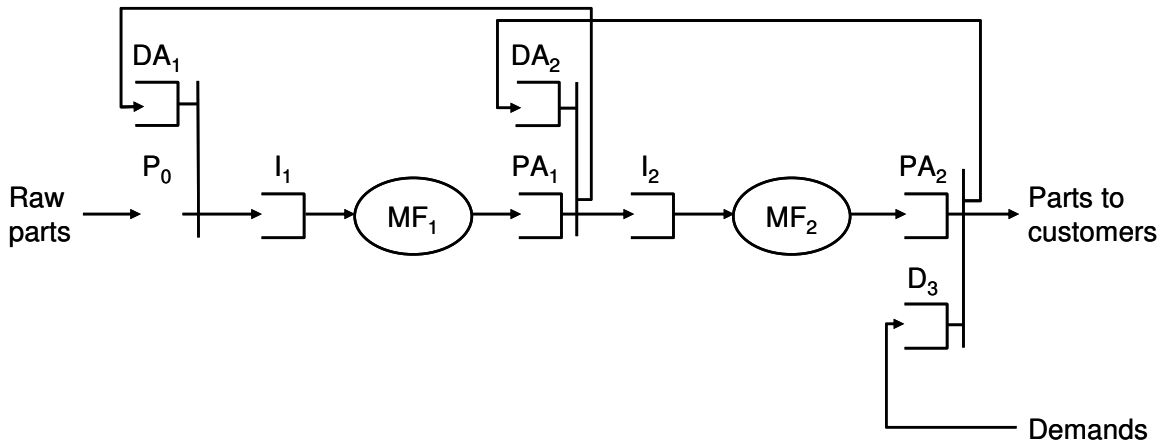 DA1
DA2
P0
I1
PA1
I2
PA2
Raw
parts
MF1
MF2
Parts to
customers
D3
Demands